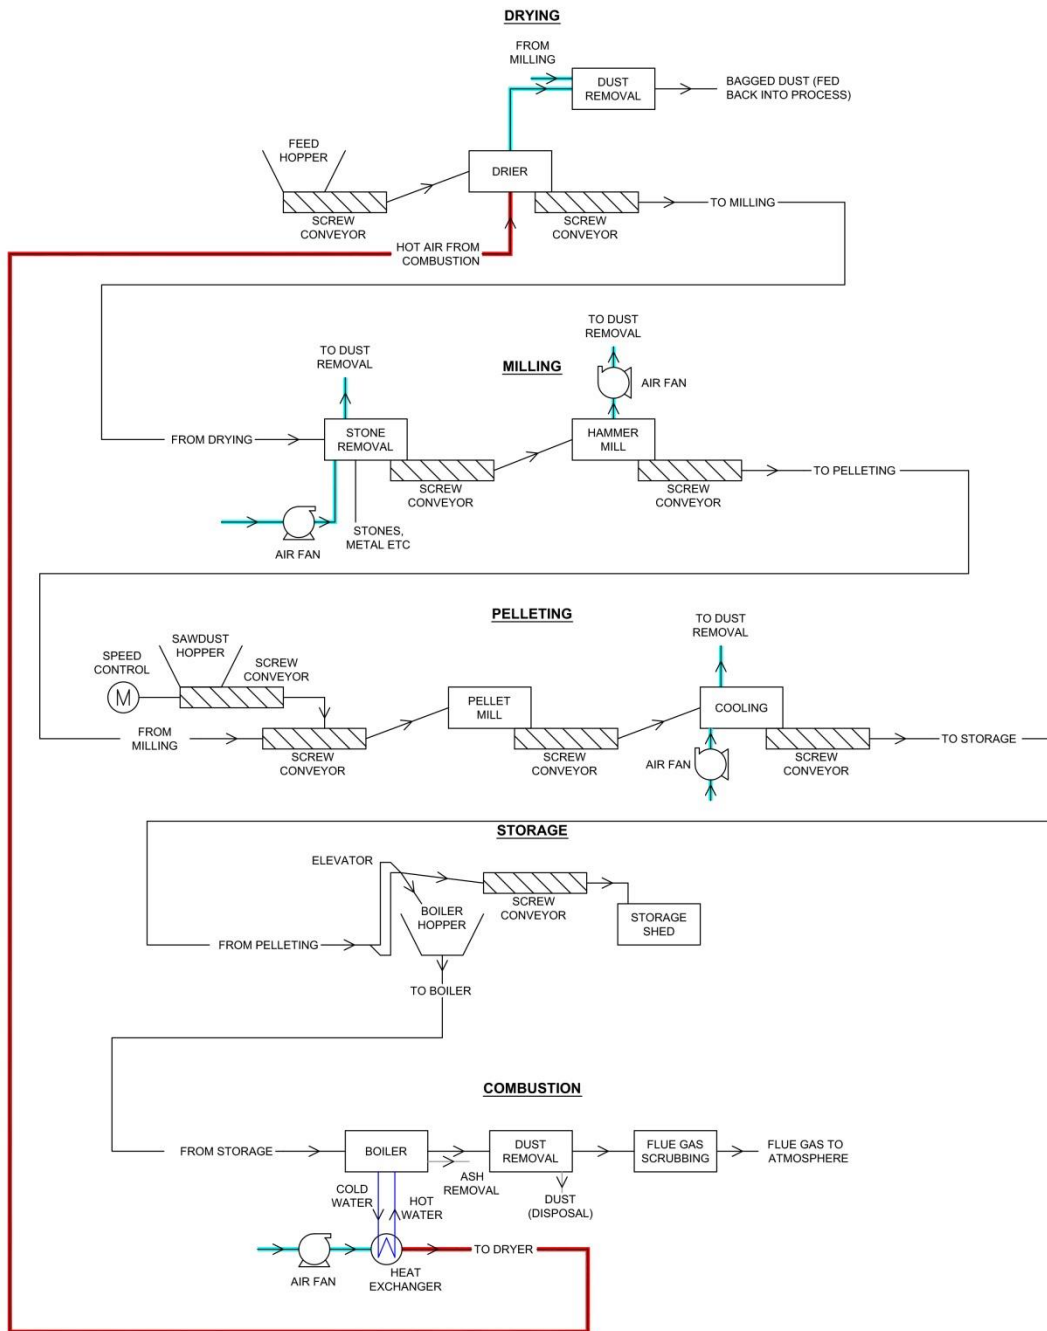 DRYING
FROM
MILLING
DUST
REMOVAL
BAGGED DUST (FED
BACK INTO PROCESS)
FEED
HOPPER
DRIER
SCREW
CONVEYOR
SCREW
CONVEYOR
TO MILLING
HOT AIR FROM
COMBUSTION
MILLING
TO DUST
REMOVAL
TO DUST
REMOVAL
AIR FAN
FROM DRYING
STONE
REMOVAL
HAMMER
MILL
SCREW
CONVEYOR
SCREW
CONVEYOR
TO PELLETING
AIR FAN
STONES,
METAL ETC
PELLETING
TO DUST
REMOVAL
SPEED
CONTROL
M
SAWDUST
HOPPER
SCREW
CONVEYOR
PELLET
MILL
COOLING
FROM
MILLING
SCREW
CONVEYOR
SCREW
CONVEYOR
AIR FAN
SCREW
CONVEYOR
TO STORAGE
STORAGE
ELEVATOR
BOILER
HOPPER
SCREW
CONVEYOR
STORAGE
SHED
FROM PELLETING
TO BOILER
COMBUSTION
FROM STORAGE
BOILER
DUST
REMOVAL
FLUE GAS
SCRUBBING
FLUE GAS TO
ATMOSPHERE
ASH
REMOVAL
COLD
WATER
HOT
WATER
DUST
(DISPOSAL)
AIR FAN
HEAT
EXCHANGER
TO DRYER